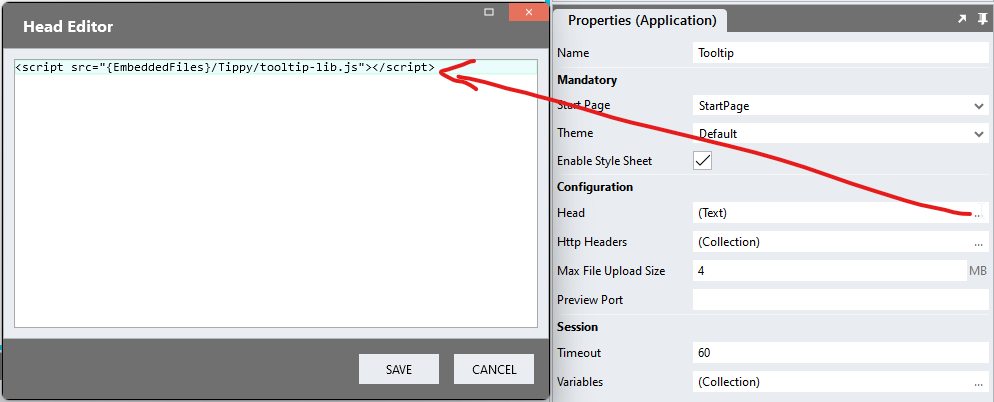 Head Editor
<script src="{EmbeddedFiles}/Tippy/tooltip-lib.js"></script>
SAVE
CANCEL
Properties (Application)
Name Tooltip
Mandatory
Start Page StartPage
Theme Default
Enable Style Sheet
Configuration
Head (Text) ...
Http Headers (Collection) ...
Max File Upload Size 4 MB
Preview Port
Session
Timeout 60
Variables (Collection) ...